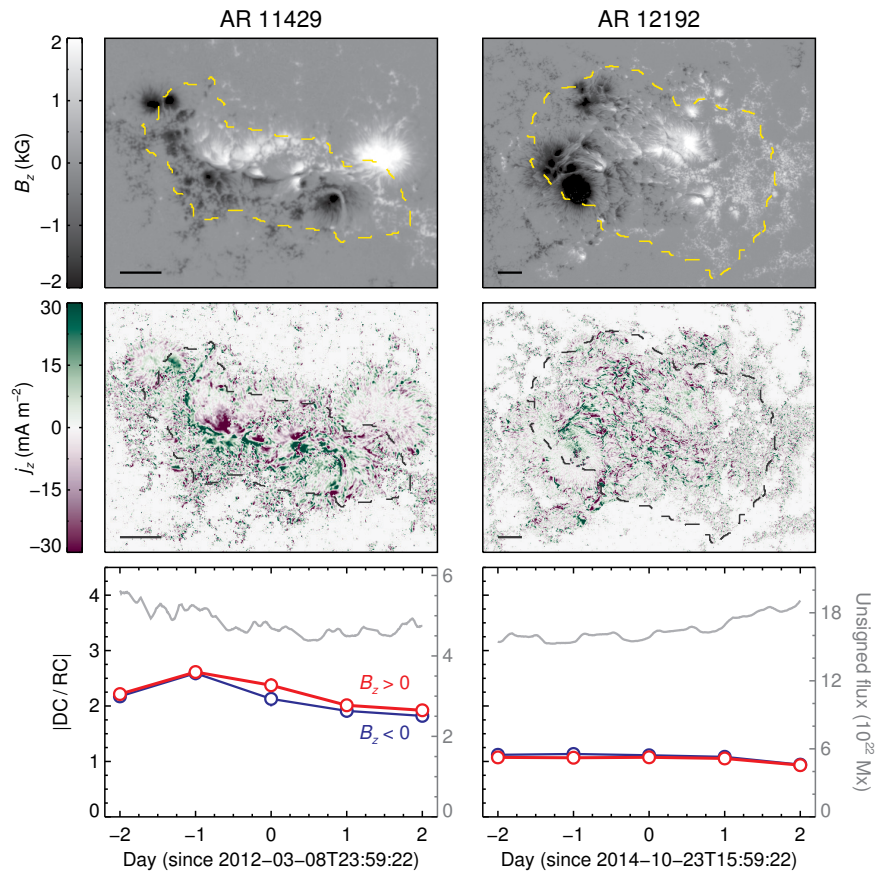 AR 11429
AR 12192
2
1
0
−1
−2
B_z (kG)
30
15
0
−15
−30
j_z (mA m⁻²)
4
3
2
1
0
|DC / RC|
6
4
2
0
B_z > 0
B_z < 0
18
12
6
0
Unsigned flux (10²² Mx)
−2 −1 0 1 2
−2 −1 0 1 2
Day (since 2012−03−08T23:59:22)
Day (since 2014−10−23T15:59:22)